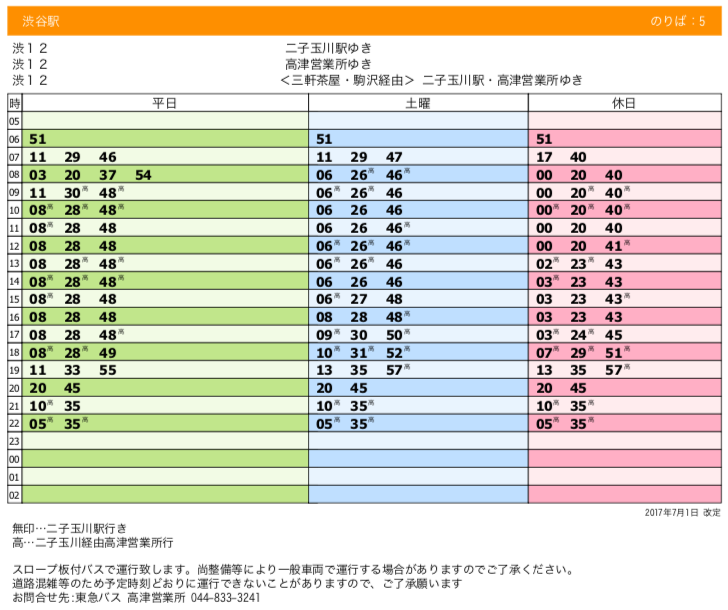 渋谷駅 のりば：5
渋１２ 二子玉川駅ゆき
渋１２ 高津営業所ゆき
渋１２ ＜三軒茶屋・駒沢経由＞ 二子玉川駅・高津営業所ゆき
時 平日 土曜 休日
05
06 51 51 51
07 11 29 46 11 29 47 17 40
08 03 20 37 54 06 26高 46高 00 20 40
09 11 30高 48高 06高 26高 46 00 20高 40高
10 08高 28高 48高 06 26 46 00高 20高 40高
11 08高 28 48 06 26 46高 00 20 40
12 08 28 48 06高 26高 46高 00 20 41高
13 08 28高 48高 06高 26高 46 02高 23高 43
14 08高 28高 48高 06 26 46 03高 23 43
15 08高 28 48 06高 27 48 03 23 43高
16 08 28 48 08 28 48高 03 23 43
17 08 28 48高 09高 30 50高 03高 24高 45
18 08高 28高 49 10高 31高 52高 07高 29高 51高
19 11 33 55 13 35 57高 13 35 57高
20 20 45 20 45 20 45
21 10高 35 10高 35高 10高 35高
22 05高 35高 05高 35高 05高 35高
23
00
01
02
2017年7月1日 改定
無印…二子玉川駅行き
高…二子玉川経由高津営業所行
スロープ板付バスで運行致します。尚整備等により一般車両で運行する場合がありますのでご了承ください。
道路混雑等のため予定時刻どおりに運行できないことがありますので、ご了承願います
お問合せ先:東急バス 高津営業所 044-833-3241